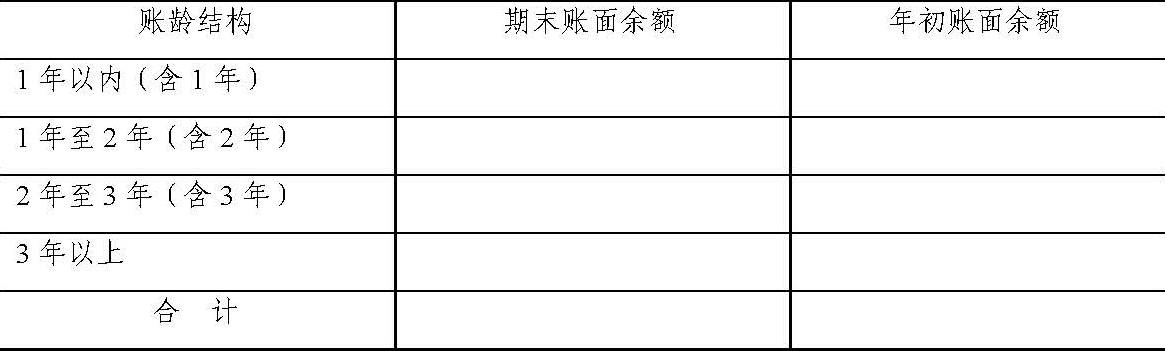 账龄结构 期末账面余额 年初账面余额
1年以内（含1年）
1年至2年（含2年）
2年至3年（含3年）
3年以上
合 计